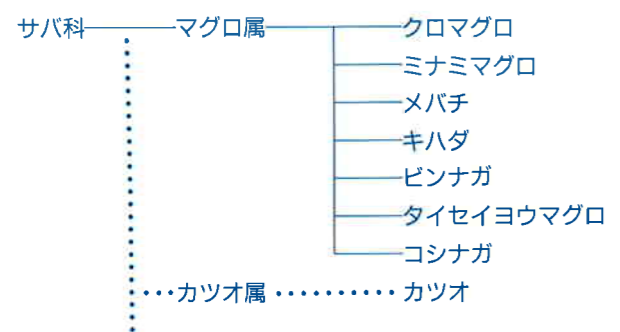 サバ科 マグロ属 クロマグロ
ミナミマグロ
メバチ
キハダ
ビンナガ
タイセイヨウマグロ
コシナガ
カツオ属 カツオ